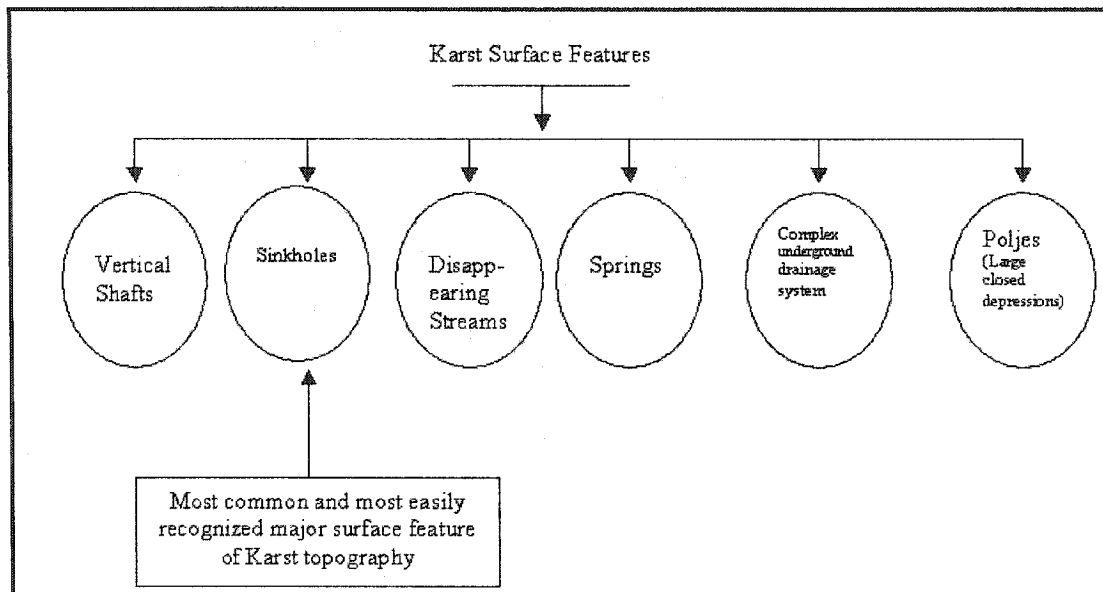 Karst Surface Features
Vertical
Shafts
Sinkholes
Disapp-
earing
Streams
Springs
Complex
underground
drainage
system
Poljes
(Large
closed
depressions)
Most common and most easily
recognized major surface feature
of Karst topography